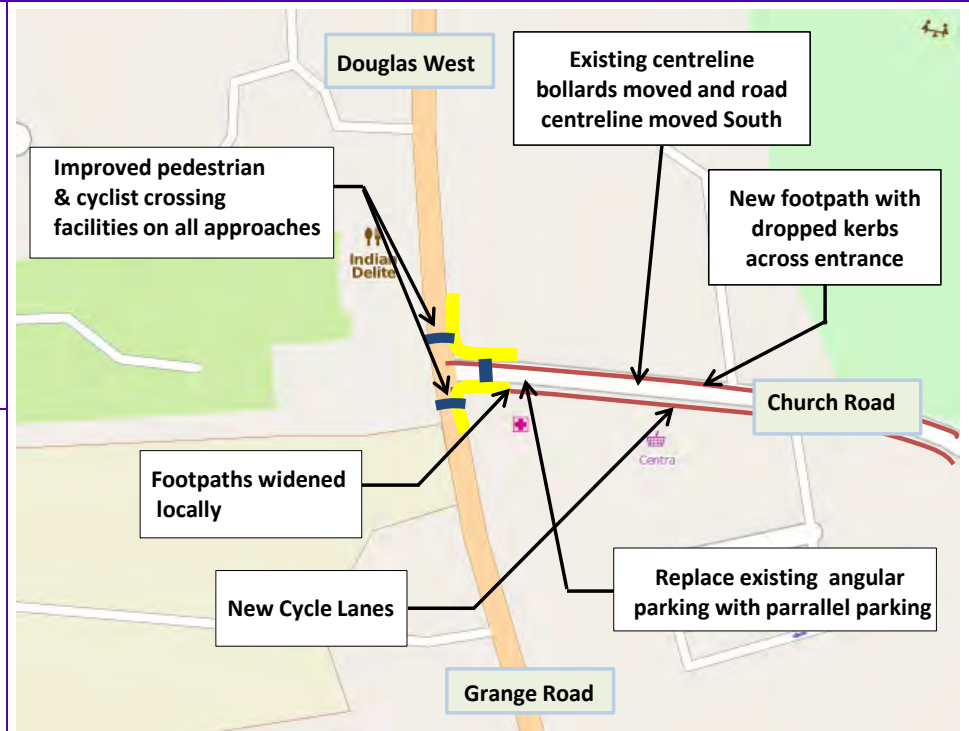 Douglas West
Existing centreline
bollards moved and road
centreline moved South
Improved pedestrian
& cyclist crossing
facilities on all approaches
New footpath with
dropped kerbs
across entrance
Indian
Delite
Church Road
Centra
Footpaths widened
locally
New Cycle Lanes
Replace existing angular
parking with parrallel parking
Grange Road